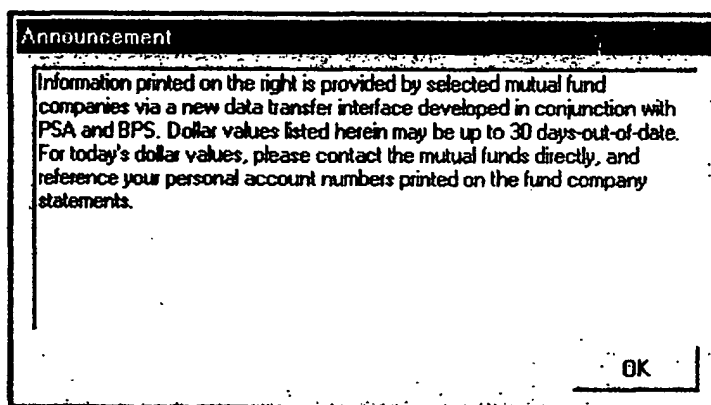 Announcement
Information printed on the right is provided by selected mutual fund
companies via a new data transfer interface developed in conjunction with
PSA and BPS. Dollar values listed herein may be up to 30 days-out-of-date.
For today's dollar values, please contact the mutual funds directly, and
reference your personal account numbers printed on the fund company
statements.
OK